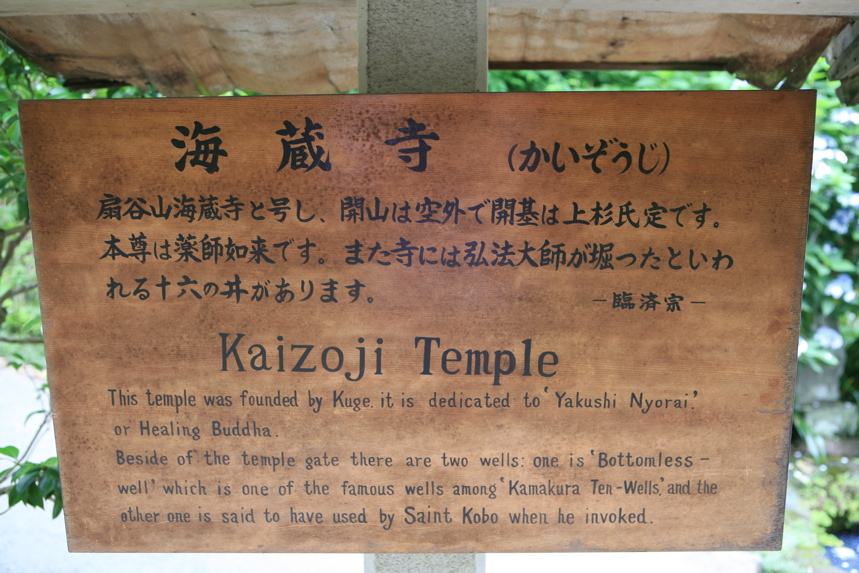 海蔵寺 (かいぞうじ)
扇谷山海蔵寺と号し、開山は空外で開基は上杉氏定です。
本尊は薬師如来です。また寺には弘法大師が堀ったといわ
れる十六の井があります。
－臨済宗－
Kaizoji Temple
This temple was founded by Kuge. it is dedicated to 'Yakushi Nyorai.'
or Healing Buddha.
Beside of the temple gate there are two wells: one is 'Bottomless-
well' which is one of the famous wells among 'Kamakura Ten-Wells,' and the
other one is said to have used by Saint Kobo when he invoked.